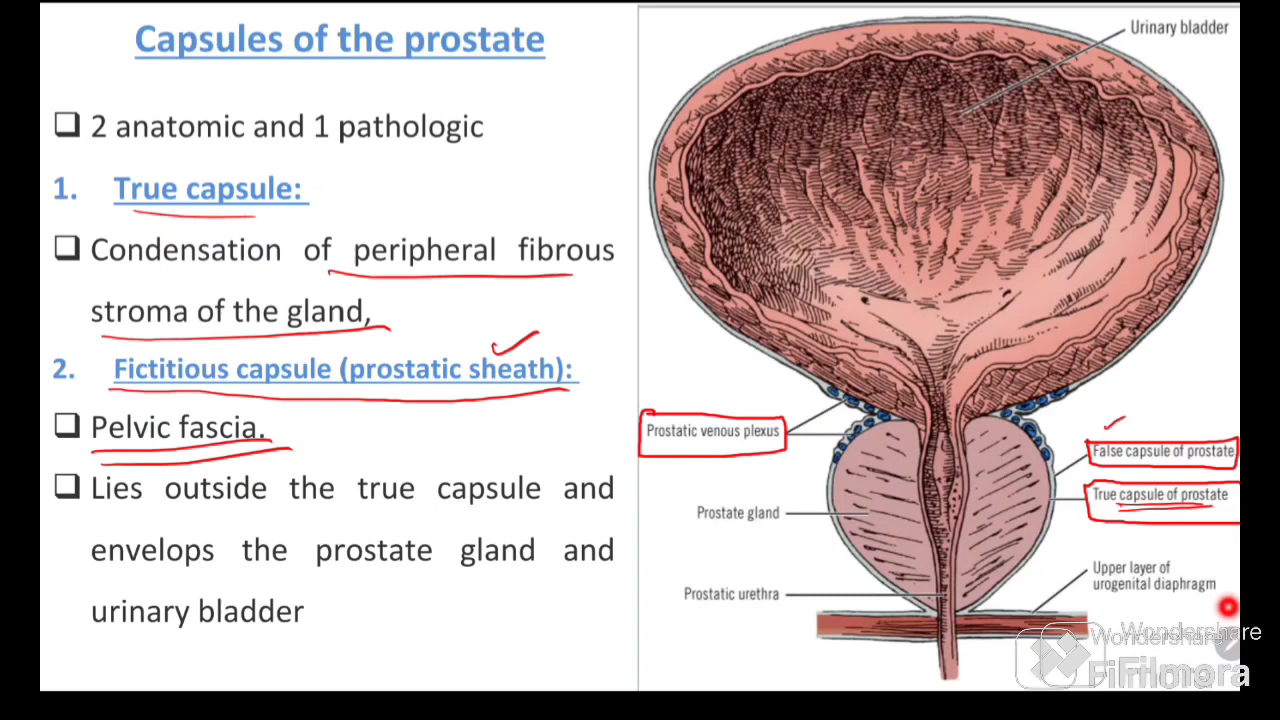 Capsules of the prostate
2 anatomic and 1 pathologic
1. True capsule:
Condensation of peripheral fibrous
stroma of the gland,
2. Fictitious capsule (prostatic sheath):
Pelvic fascia.
Lies outside the true capsule and
envelops the prostate gland and
urinary bladder
Urinary bladder
Prostatic venous plexus
False capsule of prostate
True capsule of prostate
Prostate gland
Upper layer of
urogenital diaphragm
Prostatic urethra
Wondershare
Wondershare
Filmora
Filmora